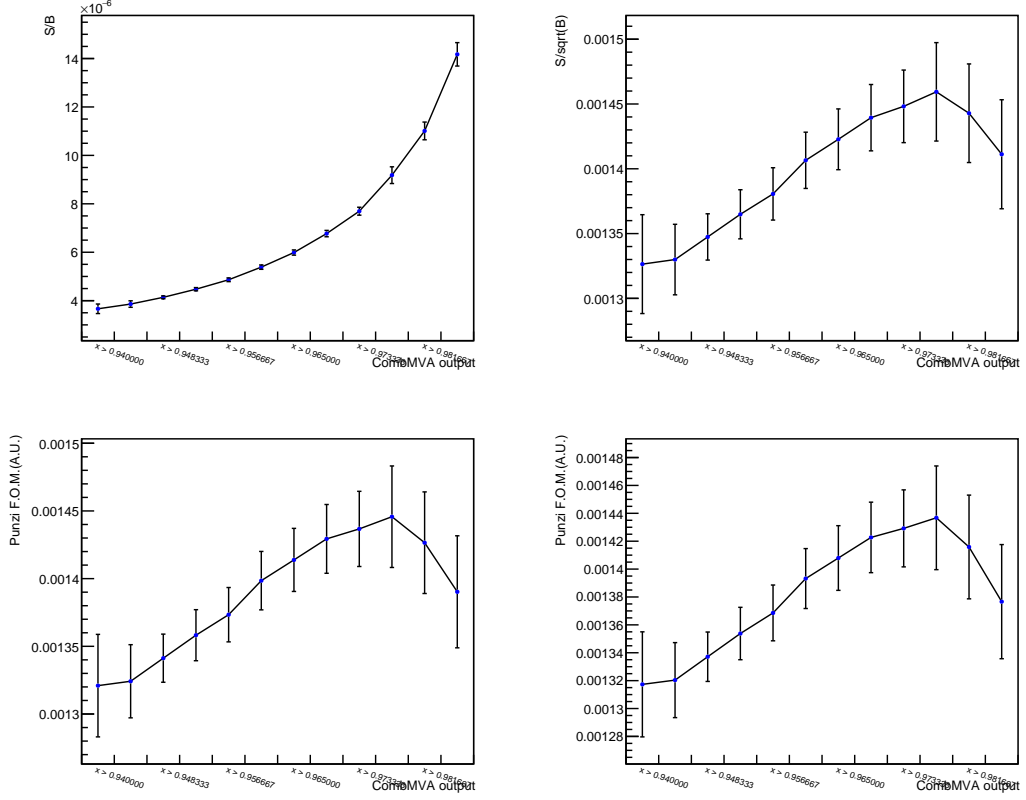 ×10⁻⁶
S/B
14
12
10
8
6
4
x > 0.940000
x > 0.948333
x > 0.956667
x > 0.965000
CombMVA output
S/sqrt(B)
0.0015
0.00145
0.0014
0.00135
0.0013
x > 0.940000
x > 0.948333
x > 0.956667
x > 0.965000
CombMVA output
Punzi F.O.M.(A.U.)
0.0015
0.00145
0.0014
0.00135
0.0013
x > 0.940000
x > 0.948333
x > 0.956667
x > 0.965000
CombMVA output
Punzi F.O.M.(A.U.)
0.00148
0.00146
0.00144
0.00142
0.0014
0.00138
0.00136
0.00134
0.00132
0.0013
0.00128
x > 0.940000
x > 0.948333
x > 0.956667
x > 0.965000
CombMVA output